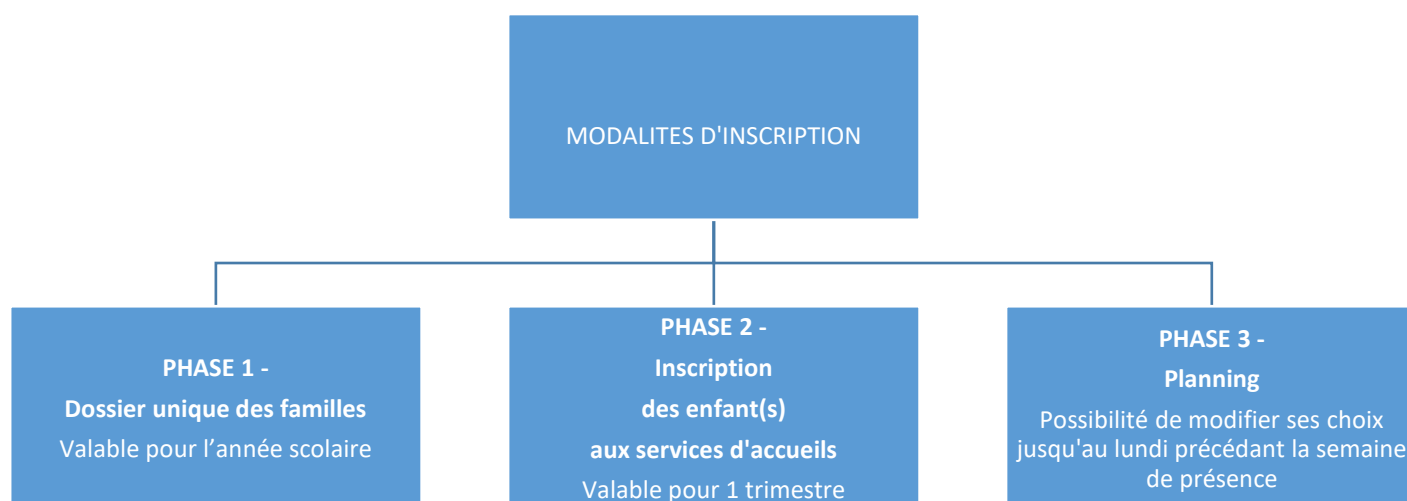 MODALITES D'INSCRIPTION
PHASE 1 -
Dossier unique des familles
Valable pour l’année scolaire
PHASE 2 -
Inscription
des enfant(s)
aux services d'accueils
Valable pour 1 trimestre
PHASE 3 -
Planning
Possibilité de modifier ses choix
jusqu'au lundi précédant la semaine
de présence